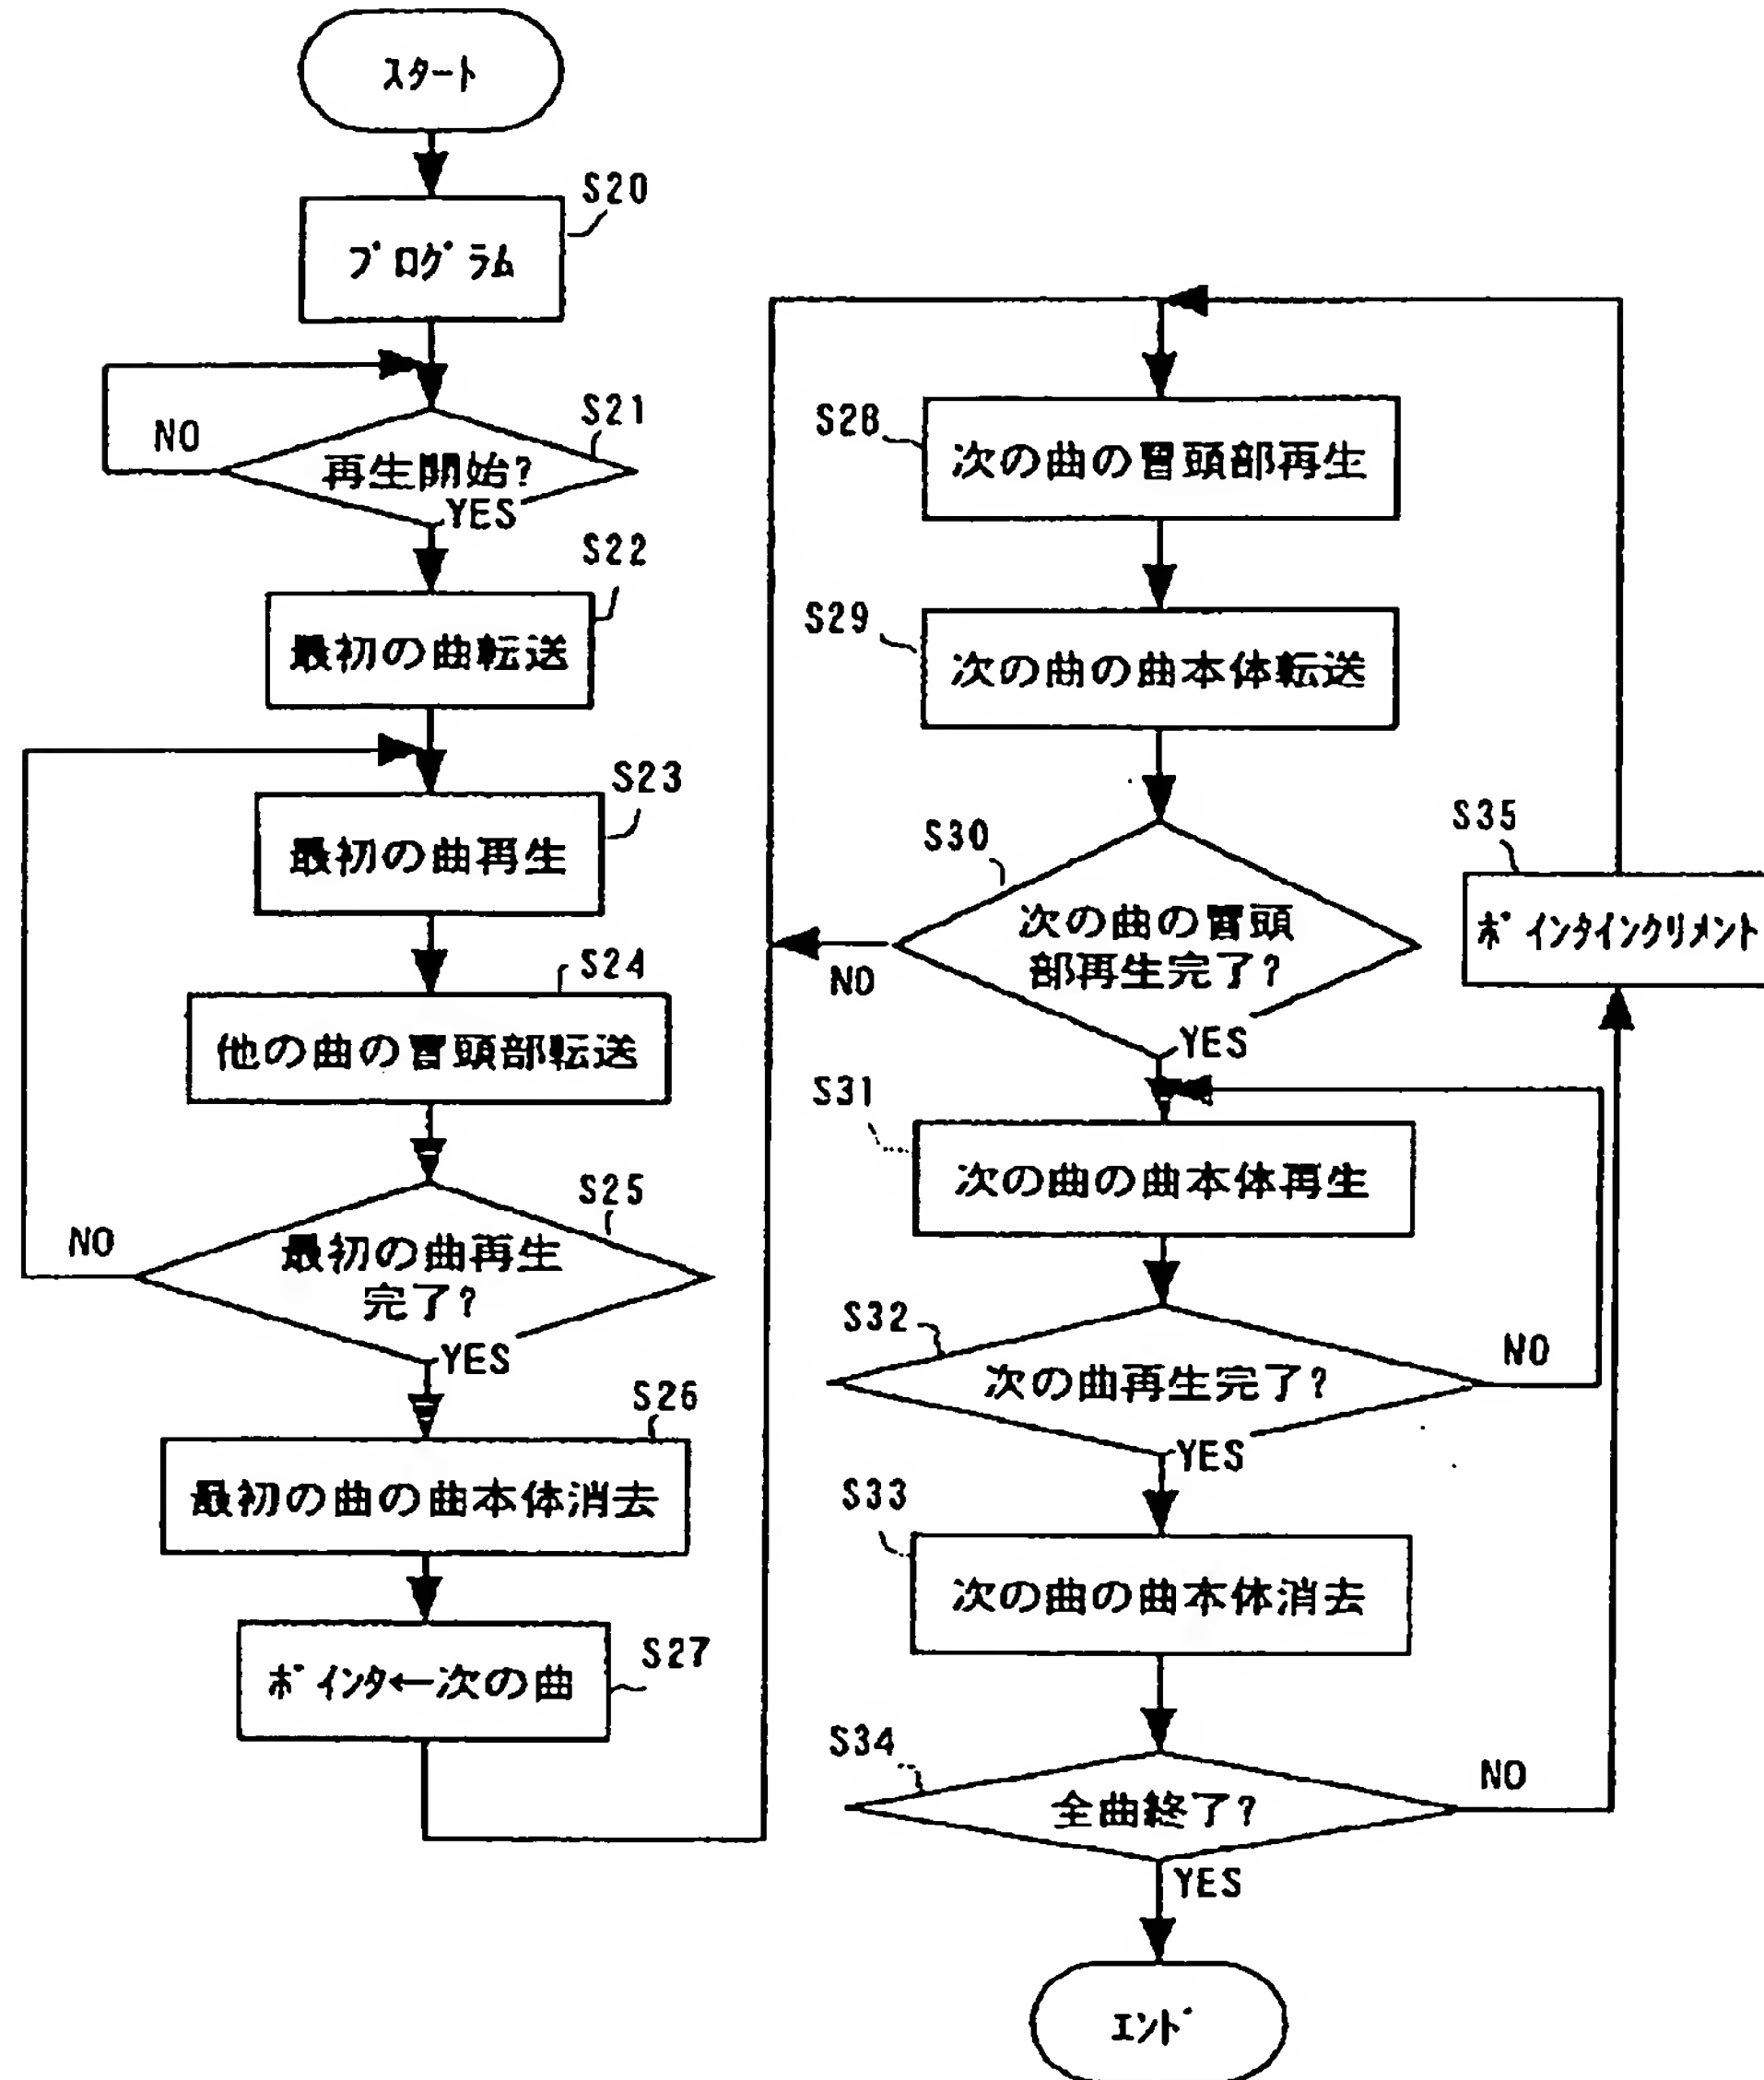 スタート
S20
プログラム
S21
再生開始?
NO
YES
S22
最初の曲転送
S23
最初の曲再生
S24
他の曲の冒頭部転送
S25
最初の曲再生
完了?
NO
YES
S26
最初の曲の曲本体消去
S27
ポインタ←次の曲
S28
次の曲の冒頭部再生
S29
次の曲の曲本体転送
S30
次の曲の冒頭
部再生完了?
NO
YES
S31
次の曲の曲本体再生
S32
次の曲再生完了?
NO
YES
S33
次の曲の曲本体消去
S34
全曲終了?
NO
YES
S35
ポインタインクリメント
エンド